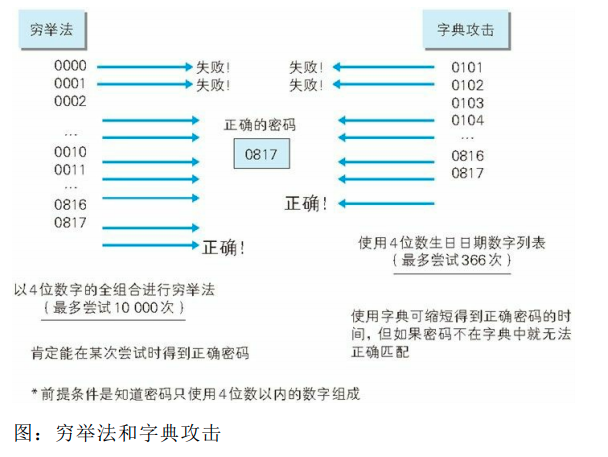 穷举法
0000
0001
0002
…
0010
0011
…
0816
0817
失败!
失败!
正确!
正确的密码
0817
字典攻击
0101
0102
0103
0104
…
0816
0817
失败!
失败!
正确!
以4位数字的全组合进行穷举法
(最多尝试10 000次)
肯定能在某次尝试时得到正确密码
使用4位数生日日期数字列表
(最多尝试366次)
使用字典可缩短得到正确密码的时
间,但如果密码不在字典中就无法
正确匹配
*前提条件是知道密码只使用4位数以内的数字组成
图：穷举法和字典攻击